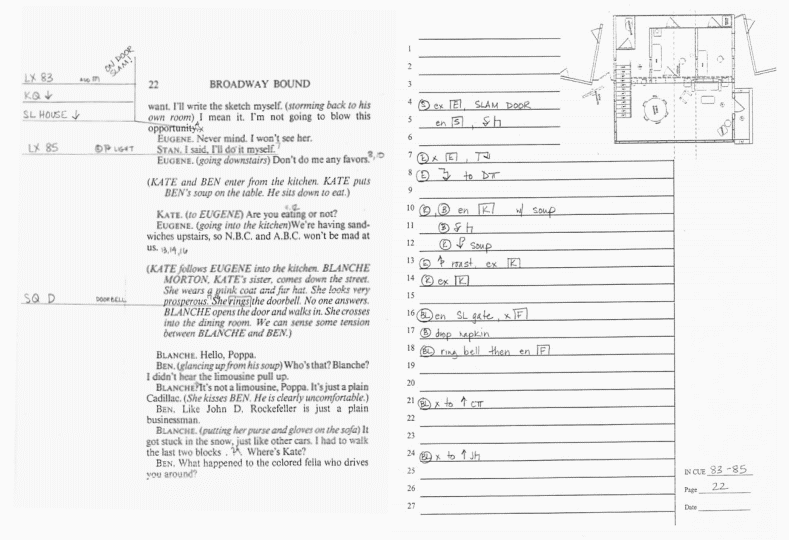 ON DOOR
SLAM!
LX 83
K.Q ↓
SL HOUSE ↓
LX 85
LIGHT
SQ D DOORBELL
22 BROADWAY BOUND
want. I'll write the sketch myself. (storming back to his
own room) I mean it. I'm not going to blow this
opportunity.
EUGENE. Never mind. I won't see her.
STAN. I said, I'll do it myself.
EUGENE. (going downstairs) Don't do me any favors.
(KATE and BEN enter from the kitchen. KATE puts
BEN's soup on the table. He sits down to eat.)
KATE. (to EUGENE) Are you eating or not?
EUGENE. (going into the kitchen)We're having sand-
wiches upstairs, so N.B.C. and A.B.C. won't be mad at
us. 13, 14, 16
(KATE follows EUGENE into the kitchen. BLANCHE
MORTON, KATE's sister, comes down the street.
She wears a mink coat and fur hat. She looks very
prosperous. She rings the doorbell. No one answers.
BLANCHE opens the door and walks in. She crosses
into the dining room. We can sense some tension
between BLANCHE and BEN.)
BLANCHE. Hello, Poppa.
BEN. (glancing up from his soup) Who's that? Blanche?
I didn't hear the limousine pull up.
BLANCHE. It's not a limousine, Poppa. It's just a plain
Cadillac. (She kisses BEN. He is clearly uncomfortable.)
BEN. Like John D. Rockefeller is just a plain
businessman.
BLANCHE. (putting her purse and gloves on the sofa) It
got stuck in the snow, just like other cars. I had to walk
the last two blocks . . . Where's Kate?
BEN. What happened to the colored fella who drives
you around?
1
2
3
4 Ⓢ ex E, SLAM DOOR
5 en S,
6
7 Ⓔ x E,
8 Ⓔ to
9
10 Ⓚ, Ⓑ en K w/ soup
11 Ⓑ
12 Ⓚ ↓ soup
13 Ⓔ ↑ roast, ex K
14 Ⓚ ex K
15
16 BL en SL gate, x F
17 Ⓑ drop napkin
18 BL ring bell then en F
19
20
21 BL x to ↑
22
23
24 BL x to ↑
25
26
27
IN CUE 83 - 85
Page 22
Date